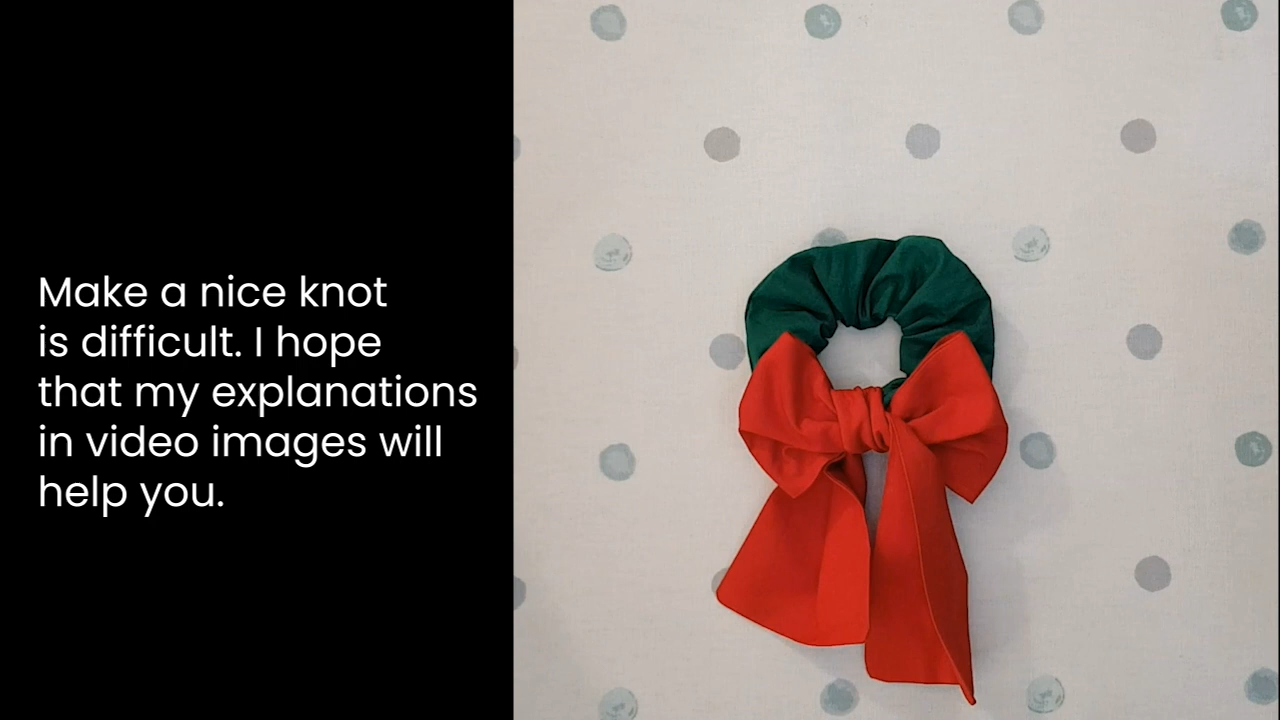 Make a nice knot
is difficult. I hope
that my explanations
in video images will
help you.